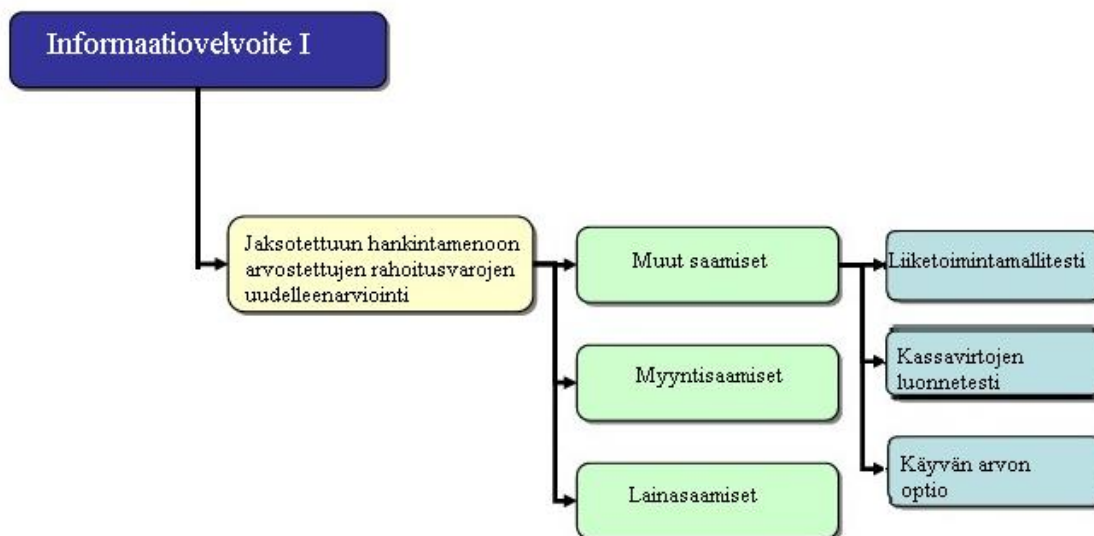 Informaatiovelvoite I
Jaksotettuun hankintamenoon
arvostettujen rahoitusvarojen
uudelleenarviointi
Muut saamiset
Liiketoimintamallitesti
Myyntisaamiset
Kassavirtojen
luonnetesti
Lainasaamiset
Käyvän arvon
optio